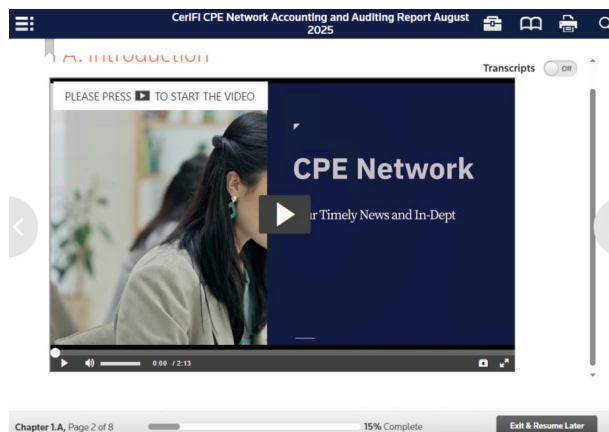 CeriFi CPE Network Accounting and Auditing Report August
2025
1 A. Introduction
Transcripts
Off
PLEASE PRESS TO START THE VIDEO
CPE Network
Timely News and In-Dept
0:00 / 2:13
Chapter 1.A, Page 2 of 8
15% Complete
Exit & Resume Later